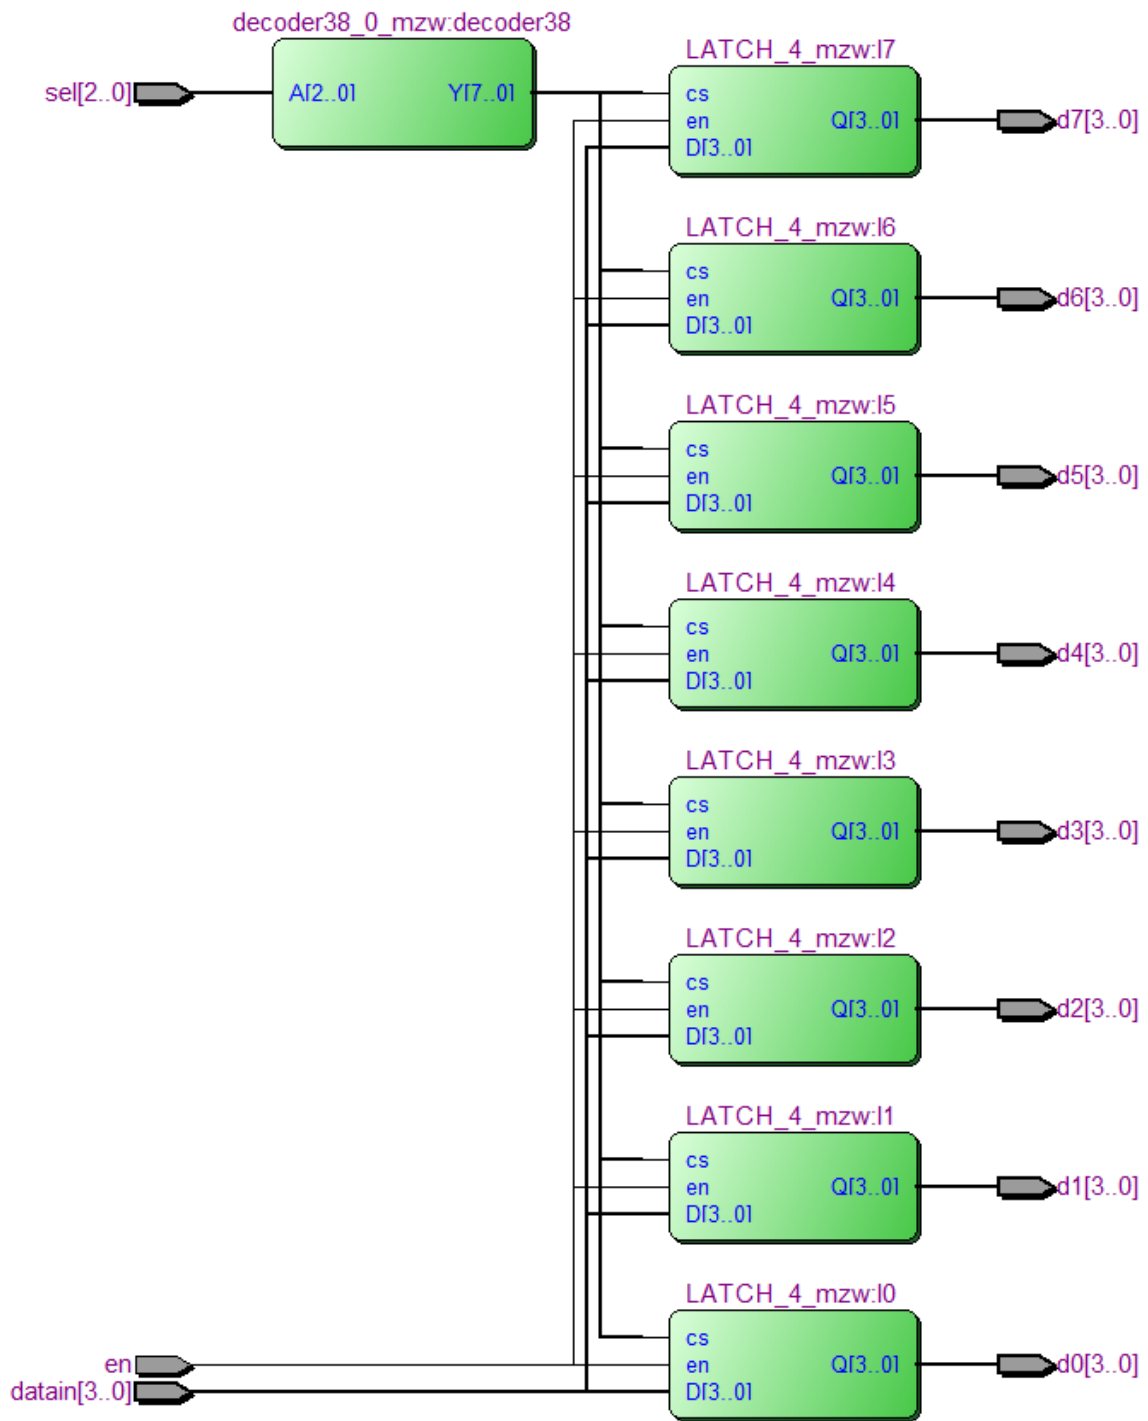 decoder38_0_mzw:decoder38
sel[2..0]
A[2..0] Y[7..0]
LATCH_4_mzw:l7
cs
en
D[3..0]
Q[3..0]
d7[3..0]
LATCH_4_mzw:l6
cs
en
D[3..0]
Q[3..0]
d6[3..0]
LATCH_4_mzw:l5
cs
en
D[3..0]
Q[3..0]
d5[3..0]
LATCH_4_mzw:l4
cs
en
D[3..0]
Q[3..0]
d4[3..0]
LATCH_4_mzw:l3
cs
en
D[3..0]
Q[3..0]
d3[3..0]
LATCH_4_mzw:l2
cs
en
D[3..0]
Q[3..0]
d2[3..0]
LATCH_4_mzw:l1
cs
en
D[3..0]
Q[3..0]
d1[3..0]
LATCH_4_mzw:l0
cs
en
D[3..0]
Q[3..0]
d0[3..0]
en
datain[3..0]